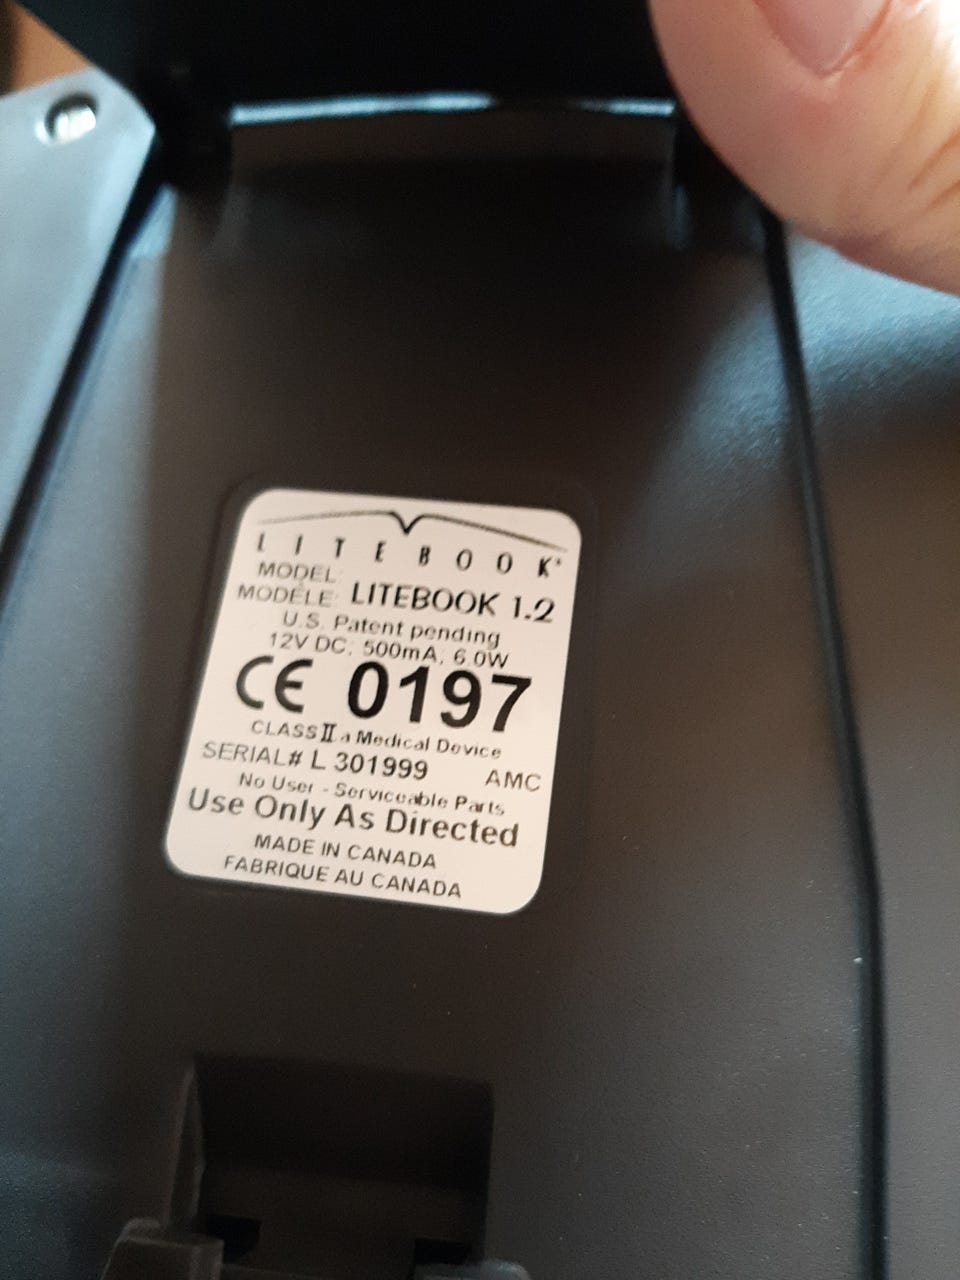 LITEBOOK®
MODEL:
MODÈLE: LITEBOOK 1.2
U.S. Patent pending
12V DC; 500mA; 6.0W
CE 0197
CLASS II a Medical Device
SERIAL# L 301999 AMC
No User - Serviceable Parts
Use Only As Directed
MADE IN CANADA
FABRIQUE AU CANADA